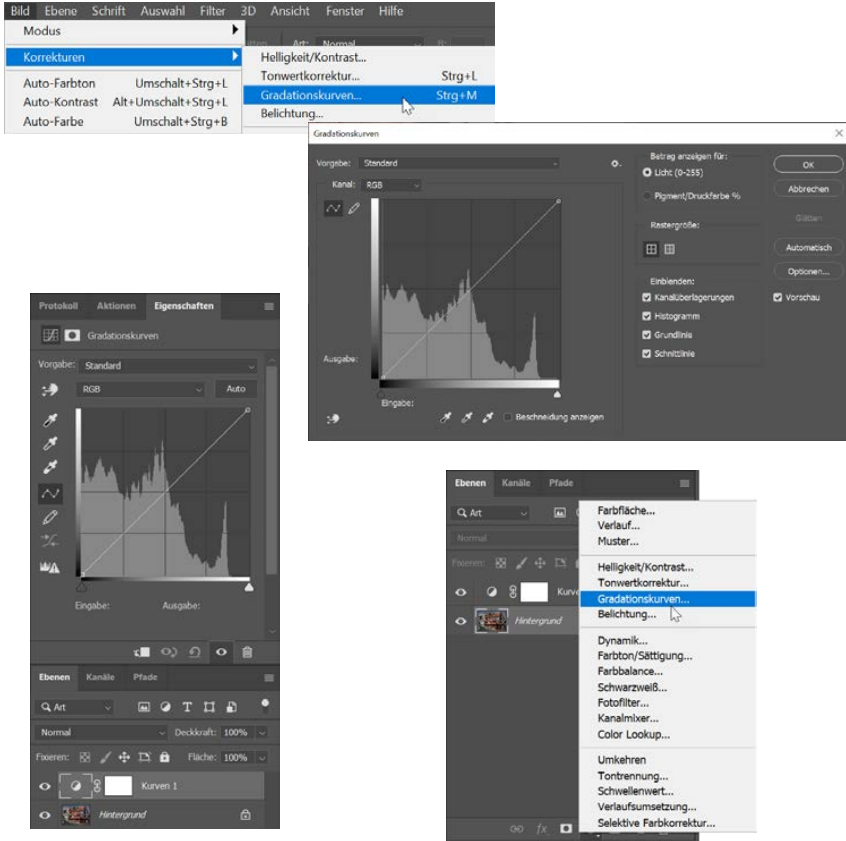 Bild Ebene Schrift Auswahl Filter 3D Ansicht Fenster Hilfe
Modus
Art: Normal
Korrekturen
Helligkeit/Kontrast...
Auto-Farbton Umschalt+Strg+L
Tonwertkorrektur... Strg+L
Auto-Kontrast Alt+Umschalt+Strg+L
Gradationskurven... Strg+M
Auto-Farbe Umschalt+Strg+B
Belichtung...
Gradationskurven
Vorgabe: Standard
Kanal: RGB
Ausgabe:
Eingabe:
Beschneidung anzeigen
Betrag anzeigen für:
Licht (0-255)
Pigment/Druckfarbe %
Rastergröße:
Einblenden:
Kanalüberlagerungen
Histogramm
Grundlinie
Schnittlinie
OK
Abbrechen
Glätten
Automatisch
Optionen...
Vorschau
Protokoll Aktionen Eigenschaften
Gradationskurven
Vorgabe: Standard
RGB Auto
Eingabe: Ausgabe:
Ebenen Kanäle Pfade
Art
Normal Deckkraft: 100%
Fixieren: Fläche: 100%
Kurven 1
Hintergrund
Ebenen Kanäle Pfade
Art
Normal
Fixieren:
Hintergrund
fx
Farbfläche...
Verlauf...
Muster...
Helligkeit/Kontrast...
Tonwertkorrektur...
Gradationskurven...
Belichtung...
Dynamik...
Farbton/Sättigung...
Farbbalance...
Schwarzweiß...
Fotofilter...
Kanalmixer...
Color Lookup...
Umkehren
Tontrennung...
Schwellenwert...
Verlaufsumsetzung...
Selektive Farbkorrektur...